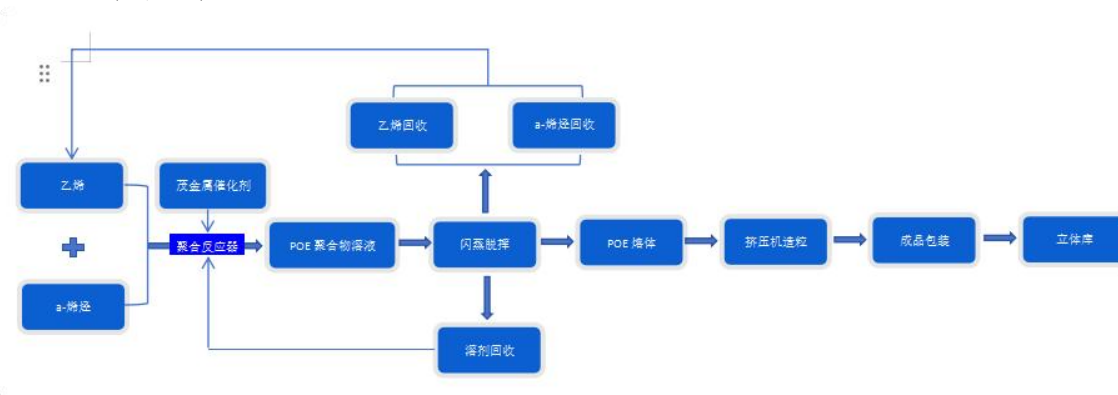 乙烯回收
a-烯烃回收
乙烯
茂金属催化剂
聚合反应器
POE 聚合物溶液
闪蒸脱挥
POE 熔体
挤压机造粒
成品包装
立体库
a-烯烃
溶剂回收